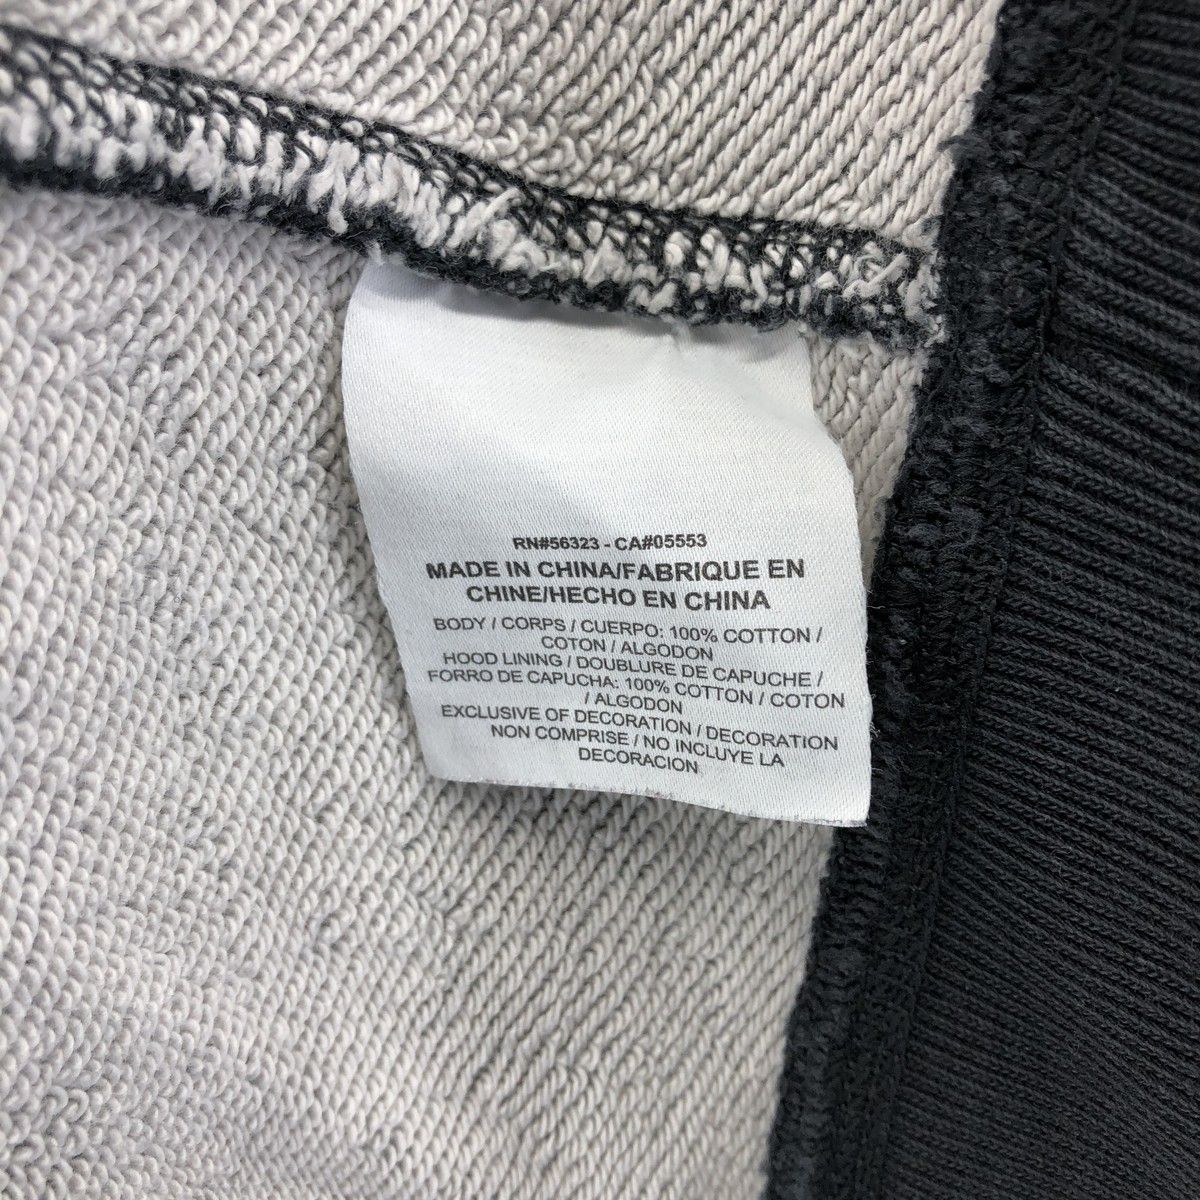 RN#56323 - CA#05553
MADE IN CHINA/FABRIQUE EN
CHINE/HECHO EN CHINA
BODY / CORPS / CUERPO: 100% COTTON /
COTON / ALGODON
HOOD LINING / DOUBLURE DE CAPUCHE /
FORRO DE CAPUCHA: 100% COTTON / COTON
/ ALGODON
EXCLUSIVE OF DECORATION / DECORATION
NON COMPRISE / NO INCLUYE LA
DECORACION